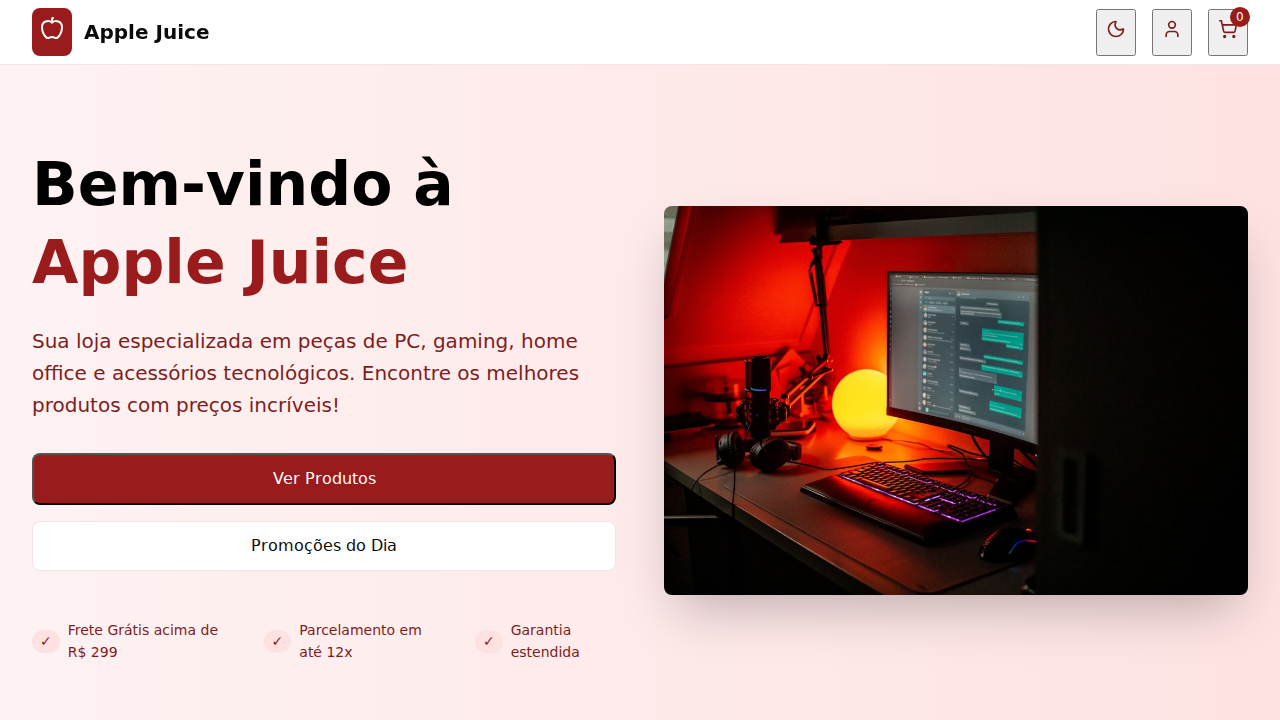 Apple Juice
0
Bem-vindo à
Apple Juice
Sua loja especializada em peças de PC, gaming, home
office e acessórios tecnológicos. Encontre os melhores
produtos com preços incríveis!
Ver Produtos
Promoções do Dia
✓ Frete Grátis acima de
R$ 299
✓ Parcelamento em
até 12x
✓ Garantia
estendida